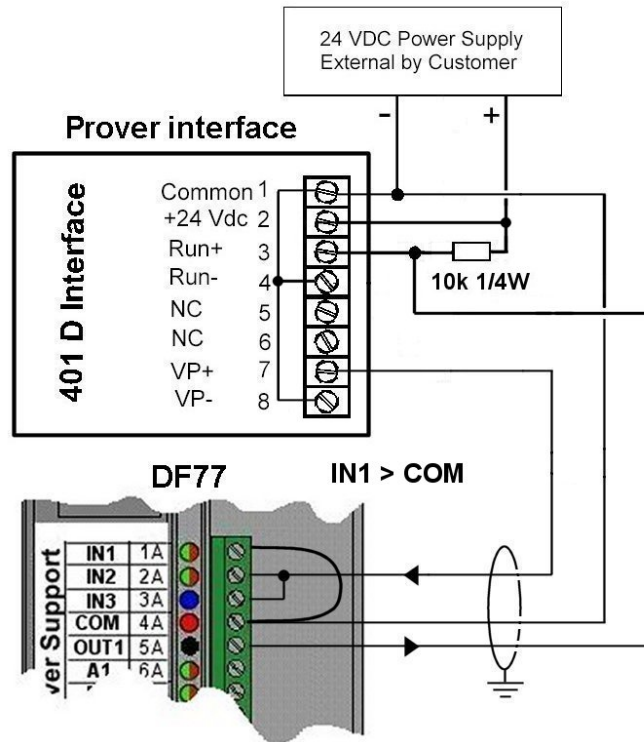 24 VDC Power Supply
External by Customer
- +
Prover interface
401 D Interface
Common 1
+24 Vdc 2
Run+ 3
Run- 4
NC 5
NC 6
VP+ 7
VP- 8
10k 1/4W
DF77
IN1 > COM
ver Support
IN1 1A
IN2 2A
IN3 3A
COM 4A
OUT1 5A
A1 6A